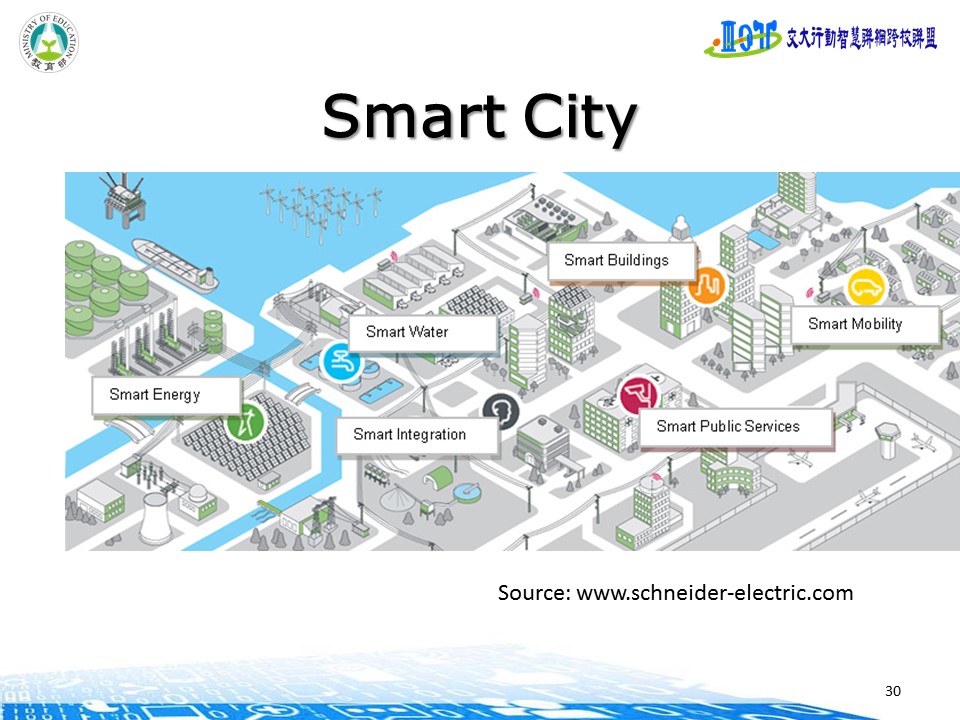 MINISTRY OF EDUCATION
教育部
交大行動智慧聯網跨校聯盟
Smart City
Smart Buildings
Smart Mobility
Smart Water
Smart Energy
Smart Integration
Smart Public Services
Source: www.schneider-electric.com
30